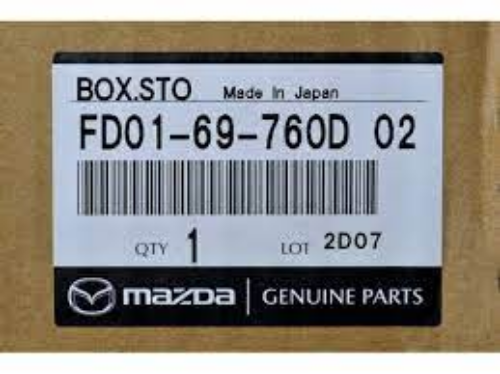 BOX.STO Made In Japan
FD01-69-760D 02
QTY 1 LOT 2D07
mazda GENUINE PARTS